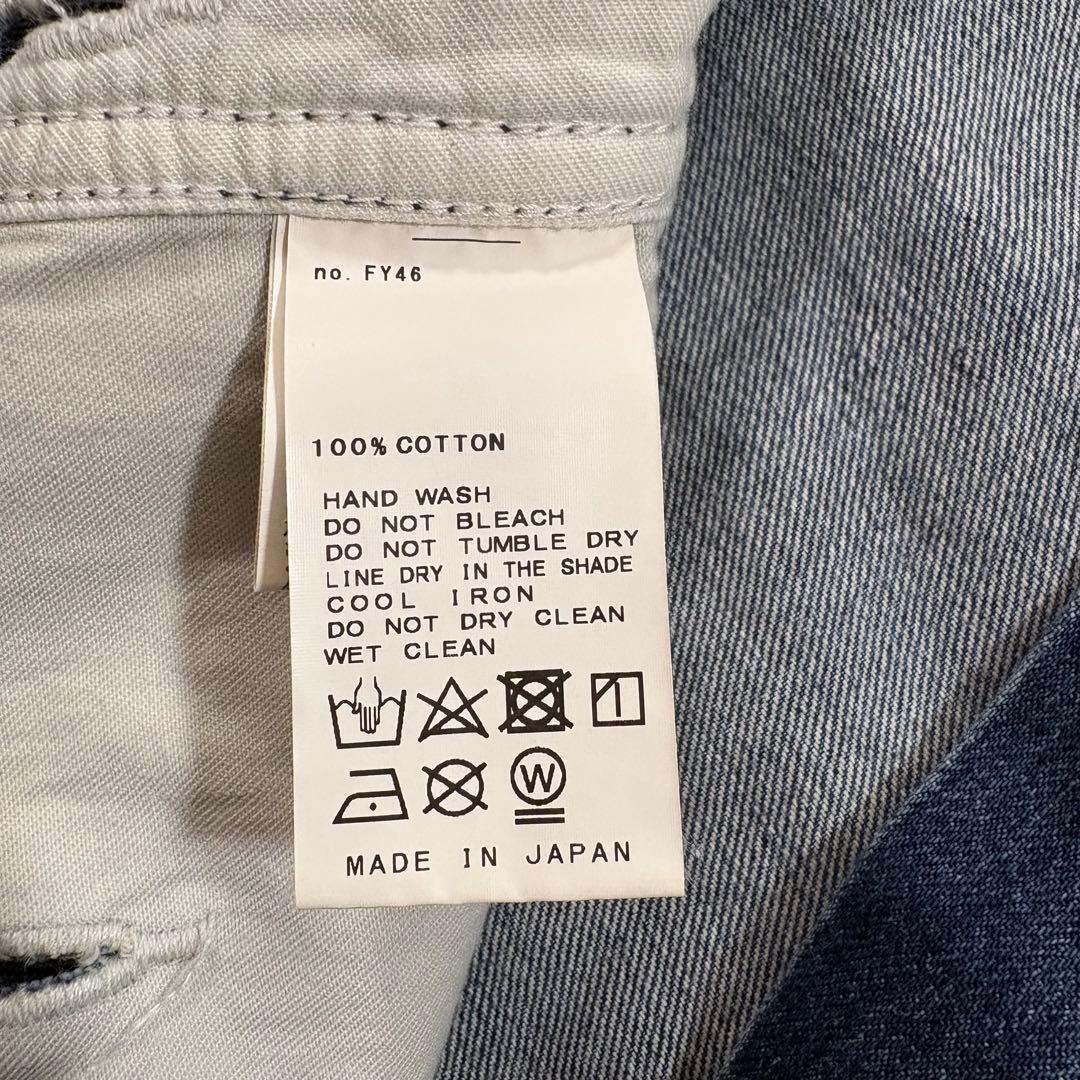 no. FY46
100% COTTON
HAND WASH
DO NOT BLEACH
DO NOT TUMBLE DRY
LINE DRY IN THE SHADE
COOL IRON
DO NOT DRY CLEAN
WET CLEAN
W
MADE IN JAPAN